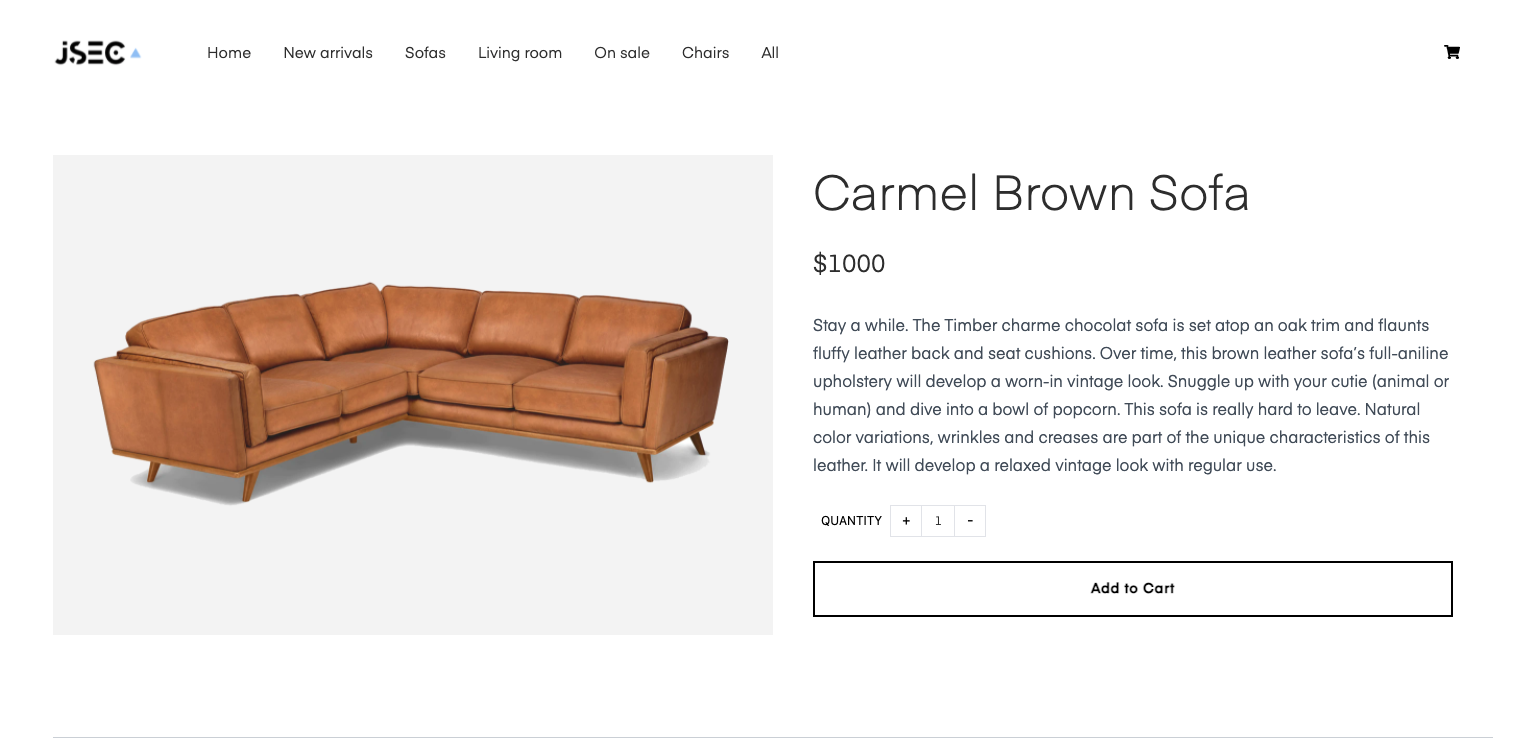 JSEC
Home New arrivals Sofas Living room On sale Chairs All
Carmel Brown Sofa
$1000
Stay a while. The Timber charme chocolat sofa is set atop an oak trim and flaunts
fluffy leather back and seat cushions. Over time, this brown leather sofa's full-aniline
upholstery will develop a worn-in vintage look. Snuggle up with your cutie (animal or
human) and dive into a bowl of popcorn. This sofa is really hard to leave. Natural
color variations, wrinkles and creases are part of the unique characteristics of this
leather. It will develop a relaxed vintage look with regular use.
QUANTITY + 1 -
Add to Cart